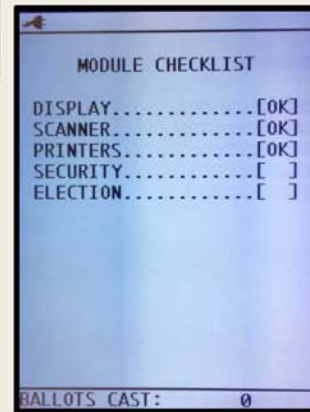 MODULE CHECKLIST
DISPLAY.............[OK]
SCANNER.............[OK]
PRINTERS............[OK]
SECURITY............[ ]
ELECTION............[ ]
BALLOTS CAST: 0